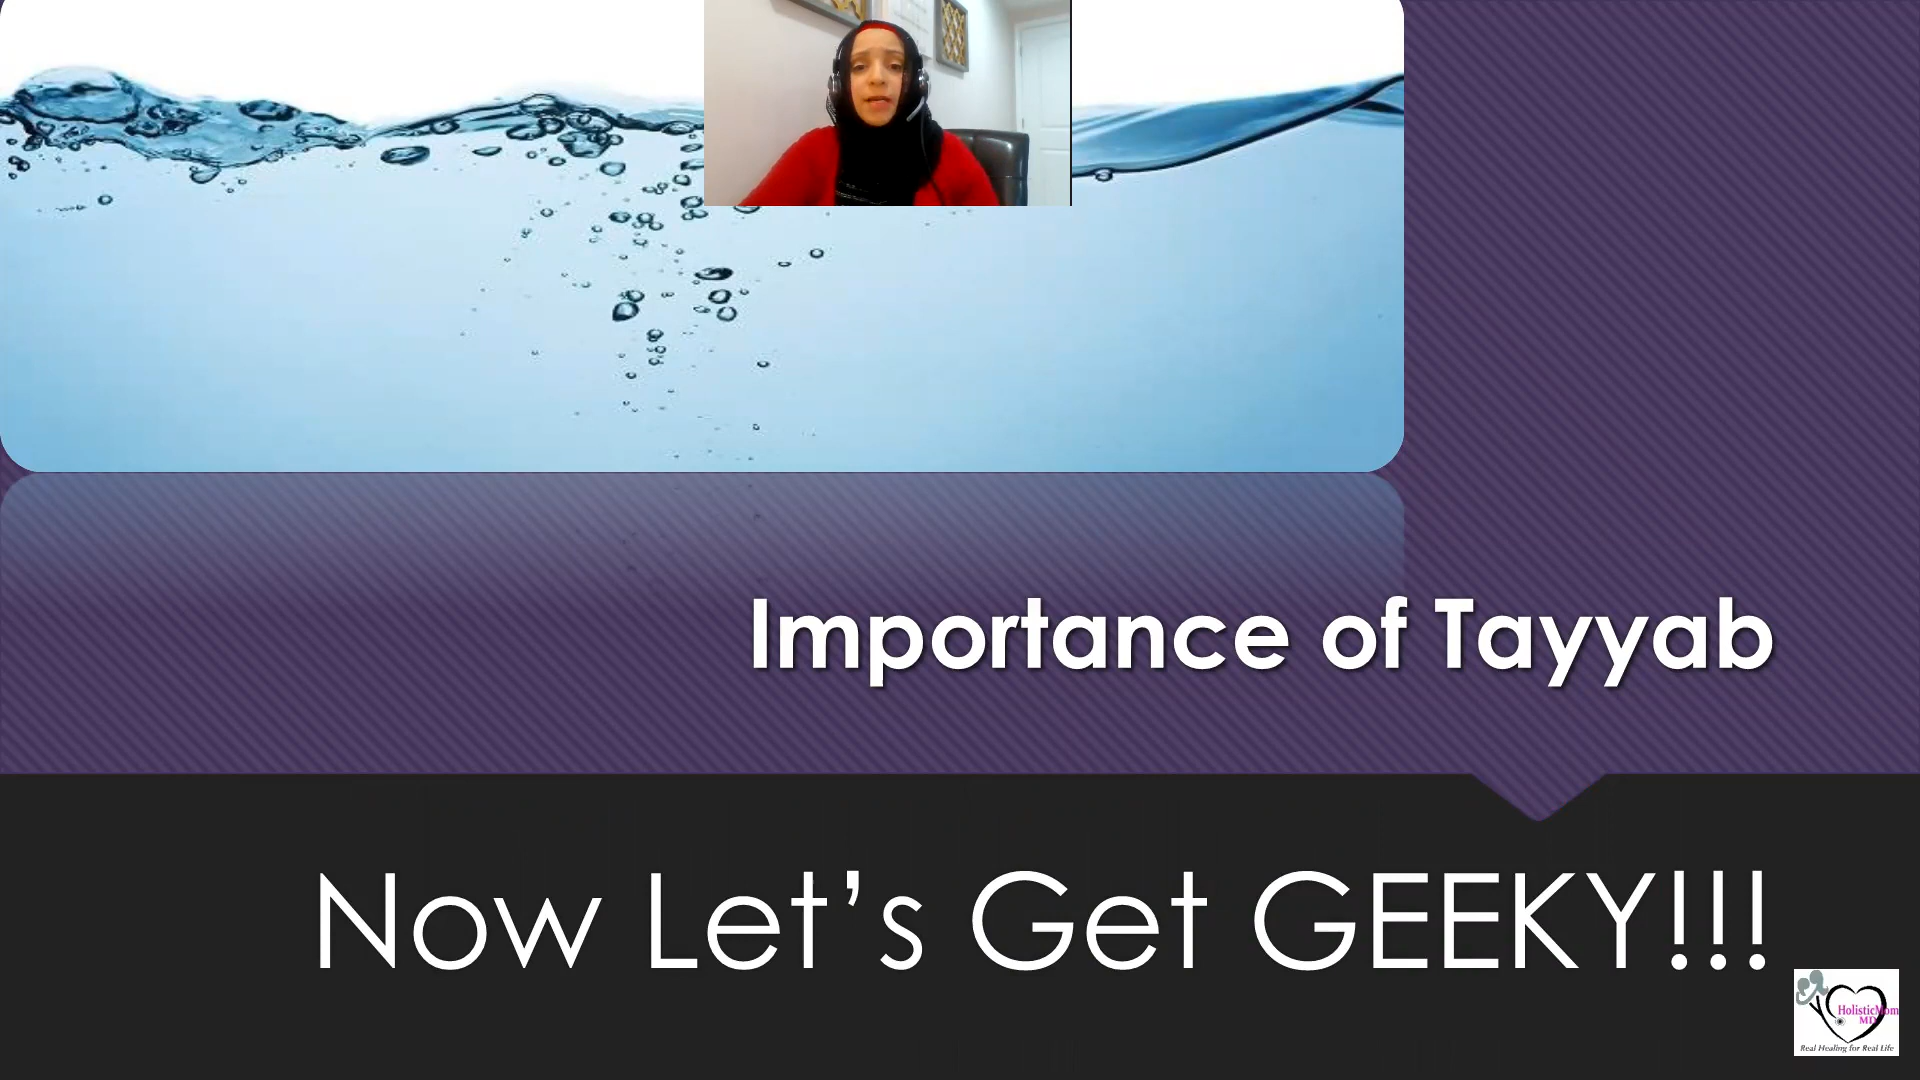 Importance of Tayyab
Now Let’s Get GEEKY!!!
HolisticMom
MD
Real Healing for Real Life